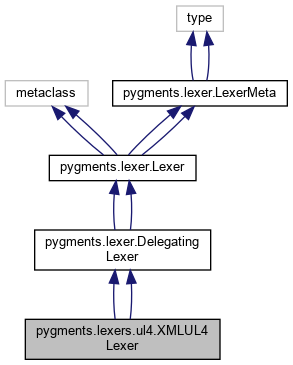 type
metaclass
pygments.lexer.LexerMeta
pygments.lexer.Lexer
pygments.lexer.Delegating
Lexer
pygments.lexers.ul4.XMLUL4
Lexer